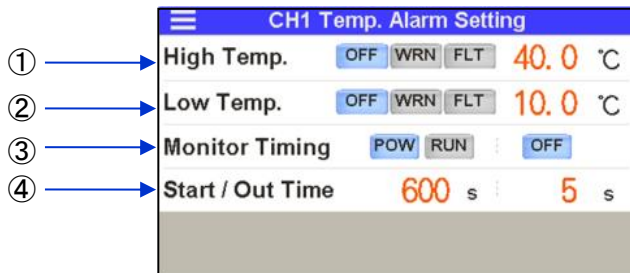 CH1 Temp. Alarm Setting
① High Temp. OFF WRN FLT 40.0 ℃
② Low Temp. OFF WRN FLT 10.0 ℃
③ Monitor Timing POW RUN OFF
④ Start / Out Time 600 s 5 s